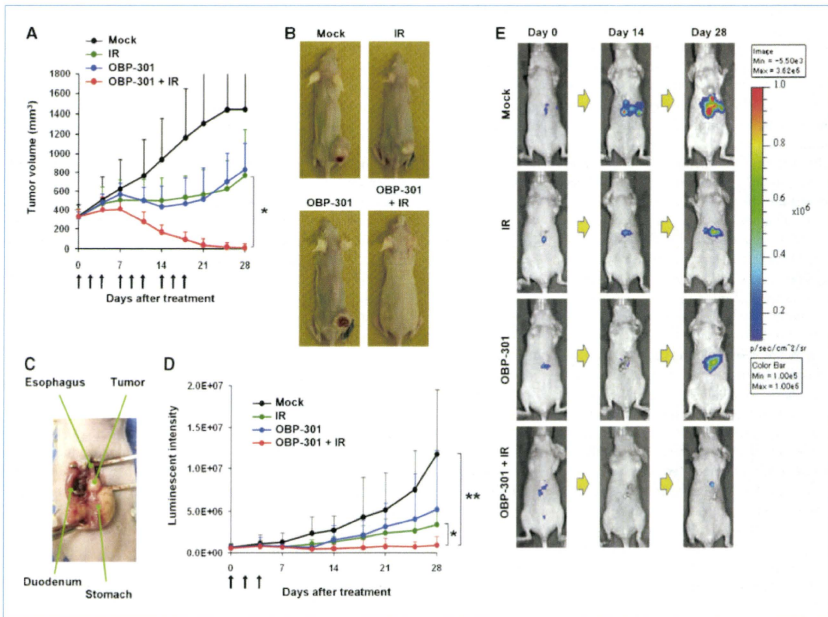 A
Mock
IR
OBP-301
OBP-301 + IR
Tumor volume (mm³)
1800
1600
1400
1200
1000
800
600
400
200
0
0 7 14 21 28
Days after treatment
*
B
Mock IR
OBP-301 OBP-301
+ IR
C
Esophagus Tumor
Duodenum
Stomach
D
Mock
IR
OBP-301
OBP-301 + IR
Luminescent intensity
2.0E+07
1.5E+07
1.0E+07
5.0E+06
0.0E+00
0 7 14 21 28
Days after treatment
**
*
E
Day 0 Day 14 Day 28
Mock
IR
OBP-301
OBP-301 + IR
Image
Min = -5.50e3
Max = 3.62e6
1.0
0.8
0.6
x10⁶
0.4
0.2
p/sec/cm^2/sr
Color Bar
Min = 1.00e5
Max = 1.00e6